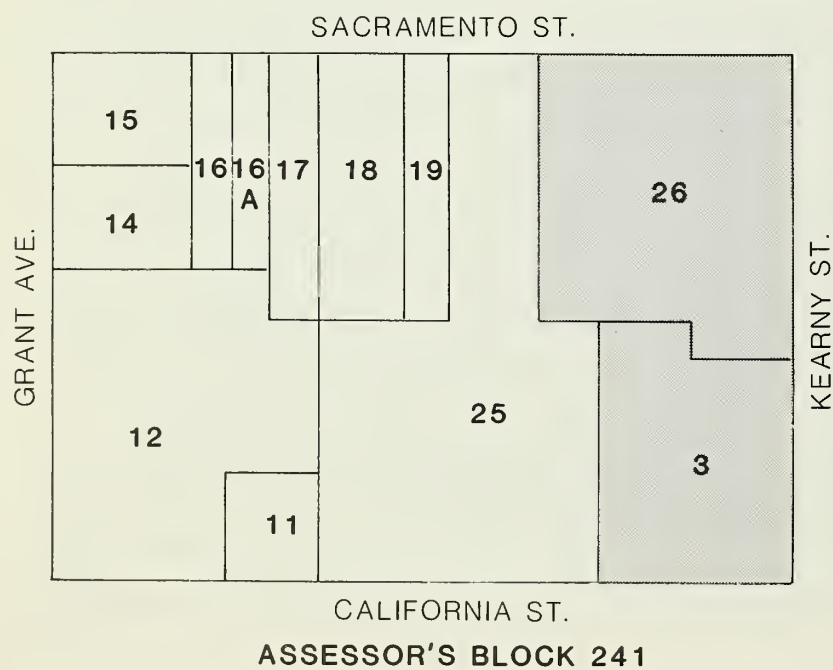 SACRAMENTO ST.
15
16
16
A
17
18
19
26
14
GRANT AVE.
KEARNY ST.
12
25
3
11
CALIFORNIA ST.
ASSESSOR'S BLOCK 241